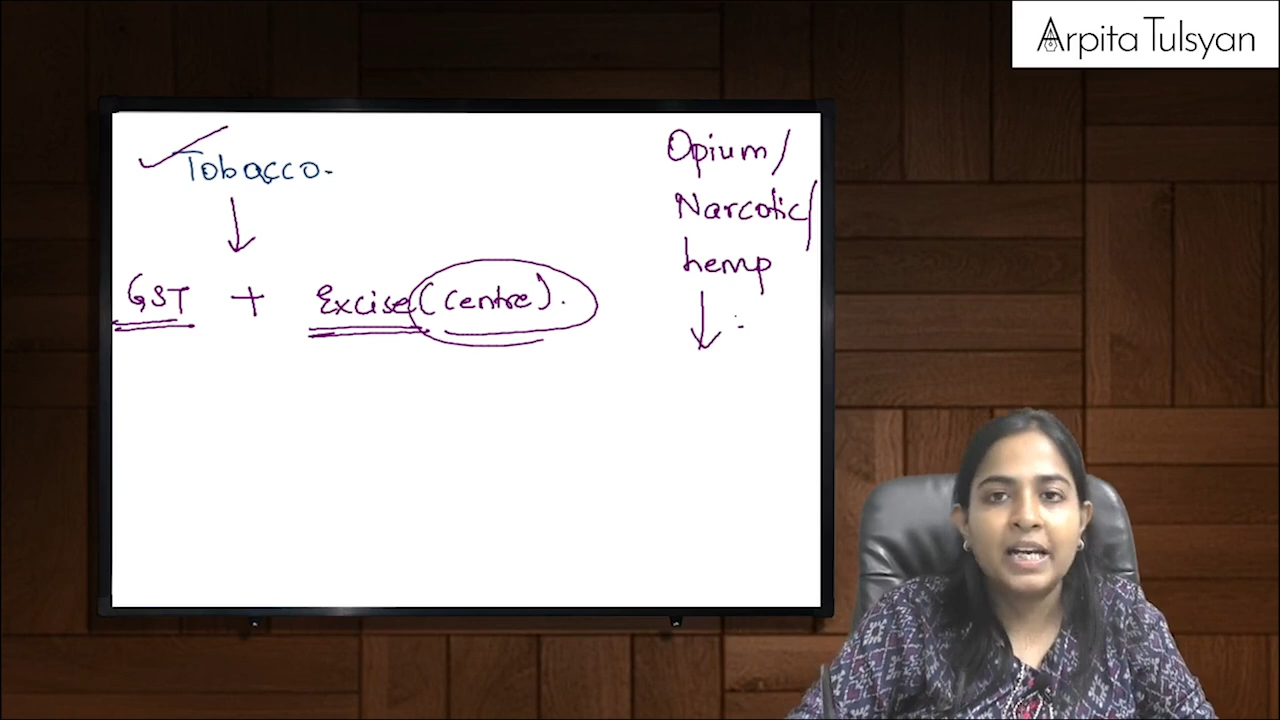 Arpita Tulsyan
Tobacco.
GST + Excise (Centre).
Opium/
Narcotic/
hemp